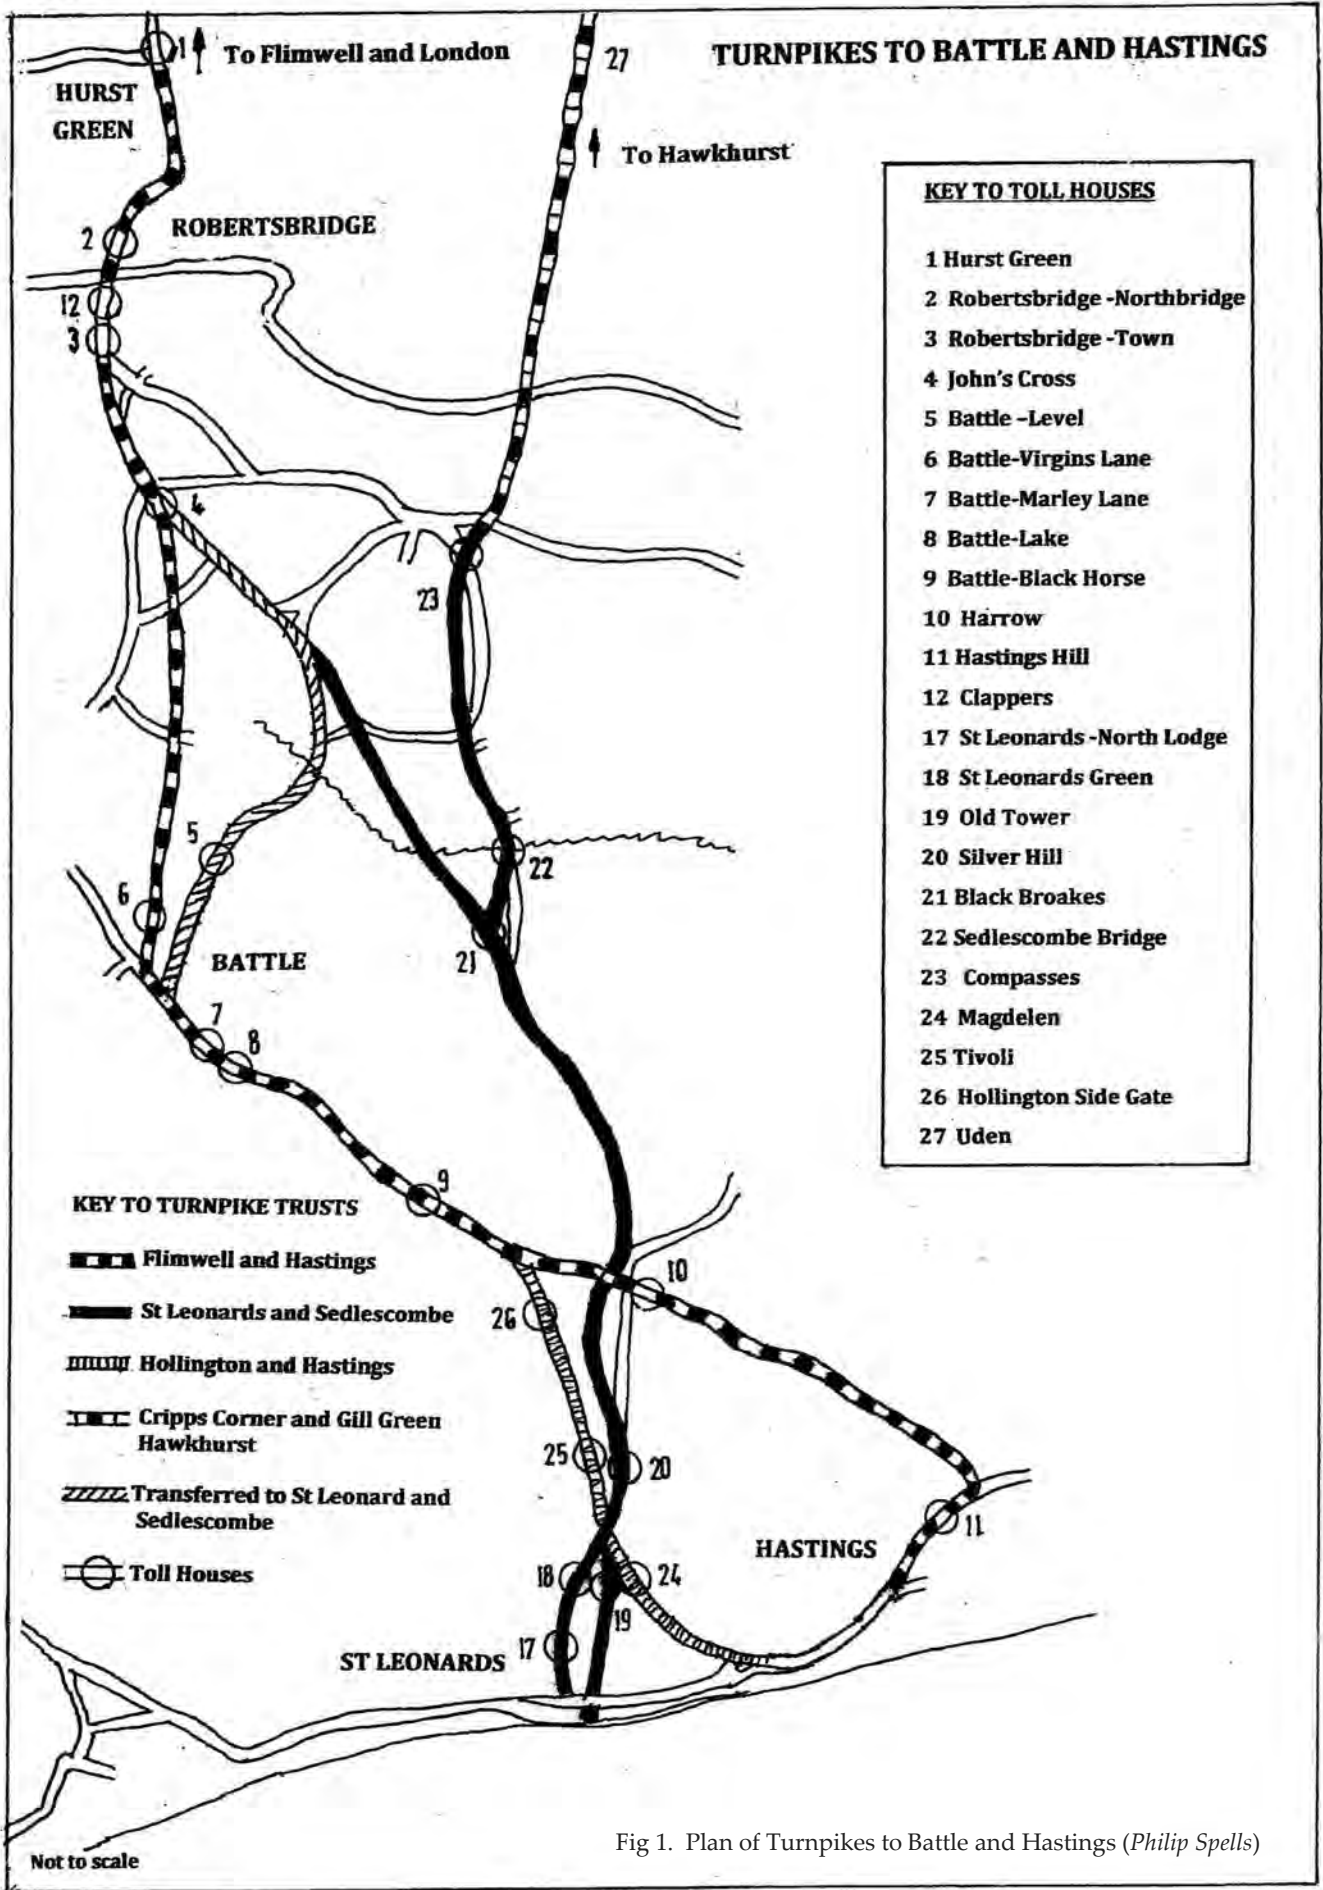 TURNPIKES TO BATTLE AND HASTINGS
1
To Flimwell and London
27
HURST
GREEN
To Hawkhurst
2
ROBERTSBRIDGE
12
3
4
23
5
22
6
21
BATTLE
7
8
9
10
26
25
20
HASTINGS
11
18
24
19
17
ST LEONARDS
KEY TO TOLL HOUSES
1 Hurst Green
2 Robertsbridge -Northbridge
3 Robertsbridge -Town
4 John's Cross
5 Battle -Level
6 Battle-Virgins Lane
7 Battle-Marley Lane
8 Battle-Lake
9 Battle-Black Horse
10 Harrow
11 Hastings Hill
12 Clappers
17 St Leonards -North Lodge
18 St Leonards Green
19 Old Tower
20 Silver Hill
21 Black Broakes
22 Sedlescombe Bridge
23 Compasses
24 Magdelen
25 Tivoli
26 Hollington Side Gate
27 Uden
KEY TO TURNPIKE TRUSTS
Flimwell and Hastings
St Leonards and Sedlescombe
Hollington and Hastings
Cripps Corner and Gill Green
Hawkhurst
Transferred to St Leonard and
Sedlescombe
Toll Houses
Not to scale
Fig 1. Plan of Turnpikes to Battle and Hastings (Philip Spells)